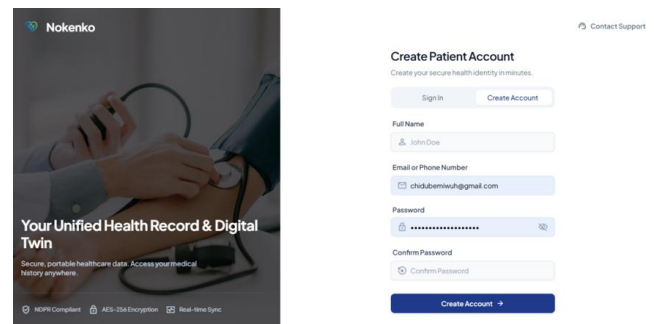 Nokenko
Your Unified Health Record & Digital
Twin
Secure, portable healthcare data. Access your medical
history anywhere.
NDPR Compliant AES-256 Encryption Real-time Sync
Contact Support
Create Patient Account
Create your secure health identity in minutes.
Sign In Create Account
Full Name
John Doe
Email or Phone Number
chidubemiwuh@gmail.com
Password
•••••••••••••••••••
Confirm Password
Confirm Password
Create Account →